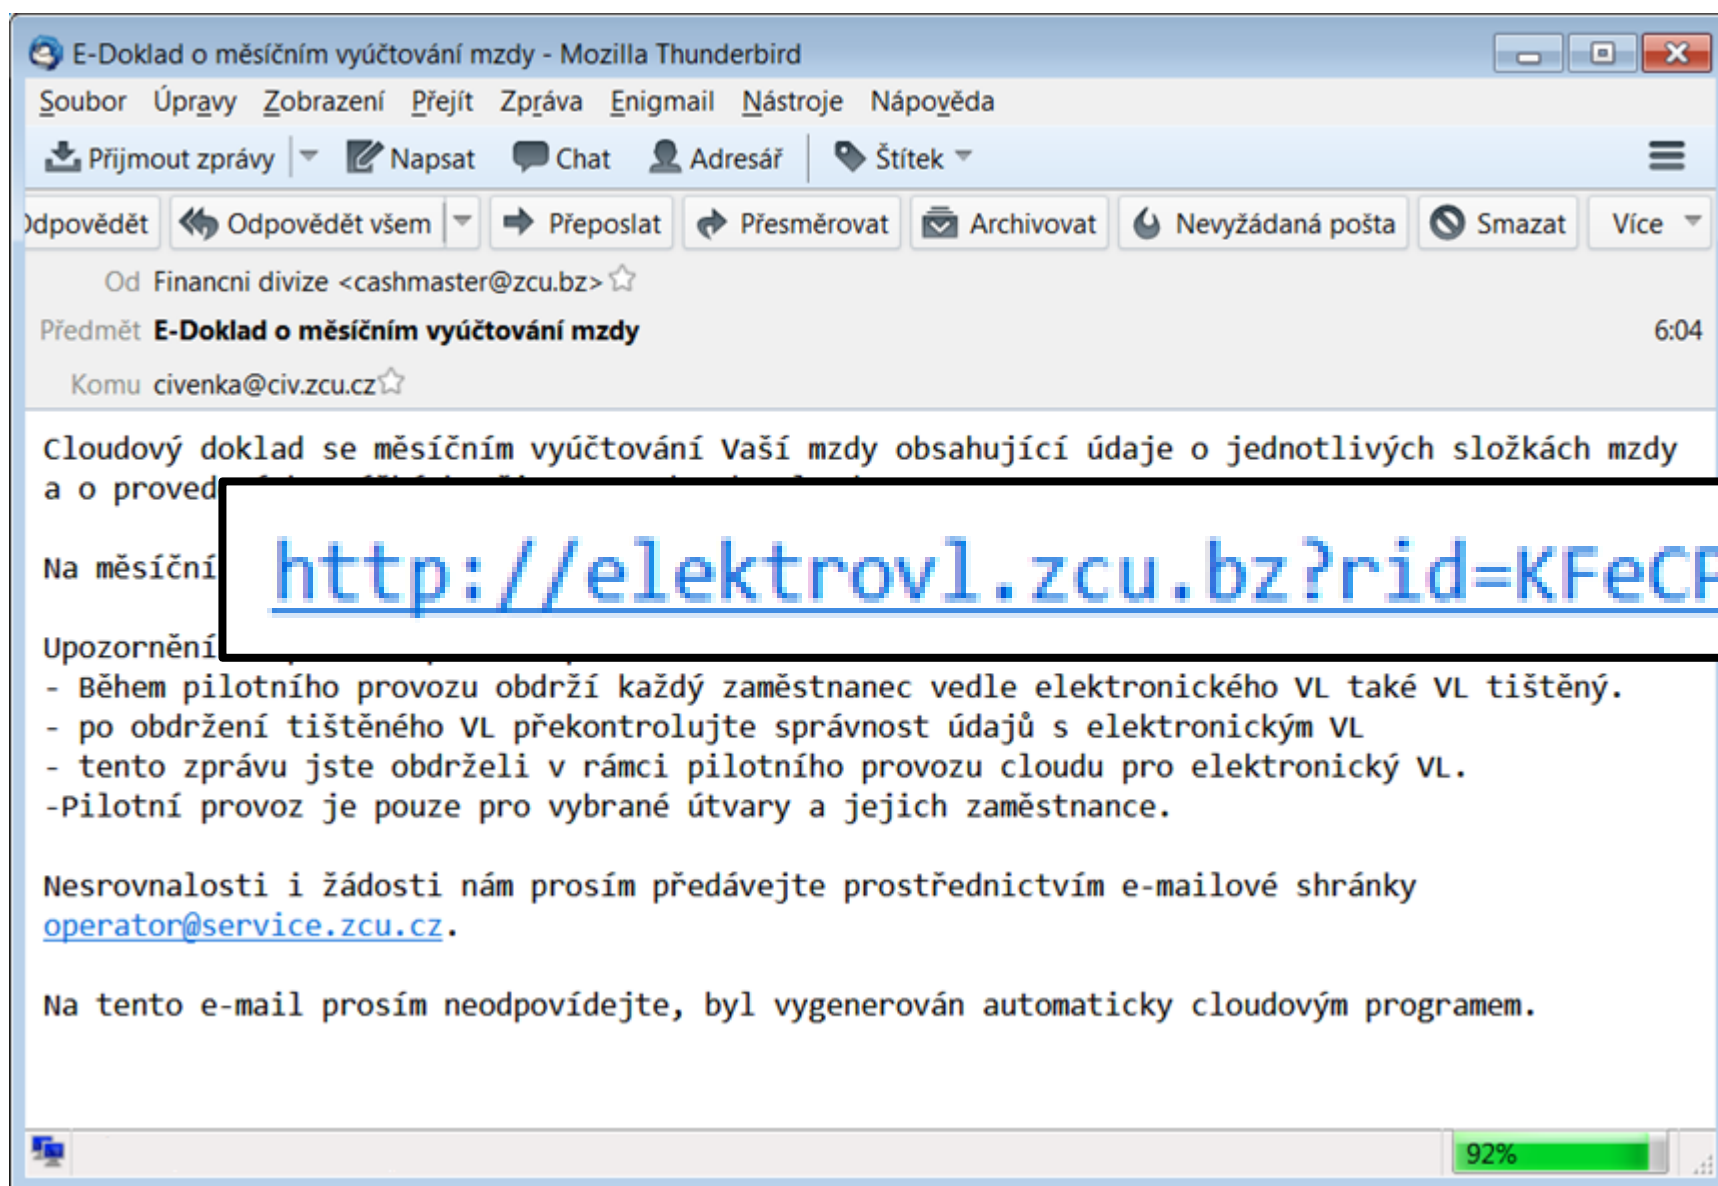 E-Doklad o měsíčním vyúčtování mzdy - Mozilla Thunderbird
Soubor Úpravy Zobrazení Přejít Zpráva Enigmail Nástroje Nápověda
Přijmout zprávy Napsat Chat Adresář Štítek
Odpovědět všem Přeposlat Přesměrovat Archivovat Nevyžádaná pošta Smazat Více
Od Financni divize <cashmaster@zcu.bz>
Předmět E-Doklad o měsíčním vyúčtování mzdy 6:04
Komu civenka@civ.zcu.cz
Cloudový doklad se měsíčním vyúčtování Vaší mzdy obsahující údaje o jednotlivých složkách mzdy
a o proved
http://elektrovl.zcu.bz?rid=KFeCP
Na měsíční
Upozornění
- Během pilotního provozu obdrží každý zaměstnanec vedle elektronického VL také VL tištěný.
- po obdržení tištěného VL překontrolujte správnost údajů s elektronickým VL
- tento zprávu jste obdrželi v rámci pilotního provozu cloudu pro elektronický VL.
-Pilotní provoz je pouze pro vybrané útvary a jejich zaměstnance.
Nesrovnalosti i žádosti nám prosím předávejte prostřednictvím e-mailové shránky
operator@service.zcu.cz.
Na tento e-mail prosím neodpovídejte, byl vygenerován automaticky cloudovým programem.
92%